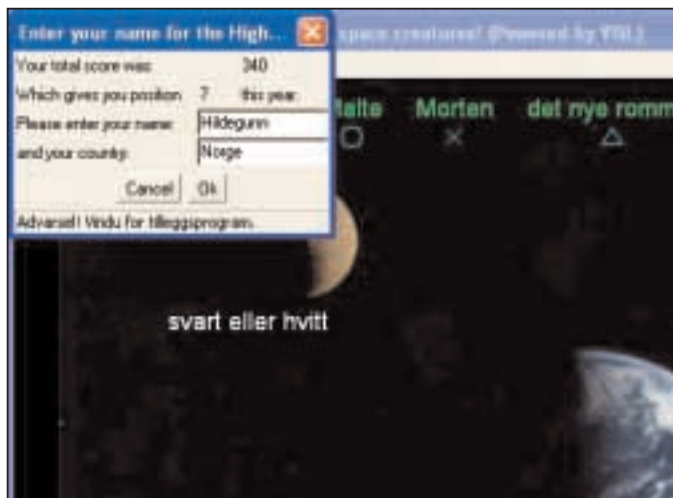 Enter your name for the High...
space creatures! (Powered by VISL)
Your total score was: 340
Which gives you position 7 this year.
Please enter your name: Hildegunn
and your country: Norge
Cancel Ok
Advarsel! Vindu for tilleggsprogram.
Malte Morten det nye romm
svart eller hvitt